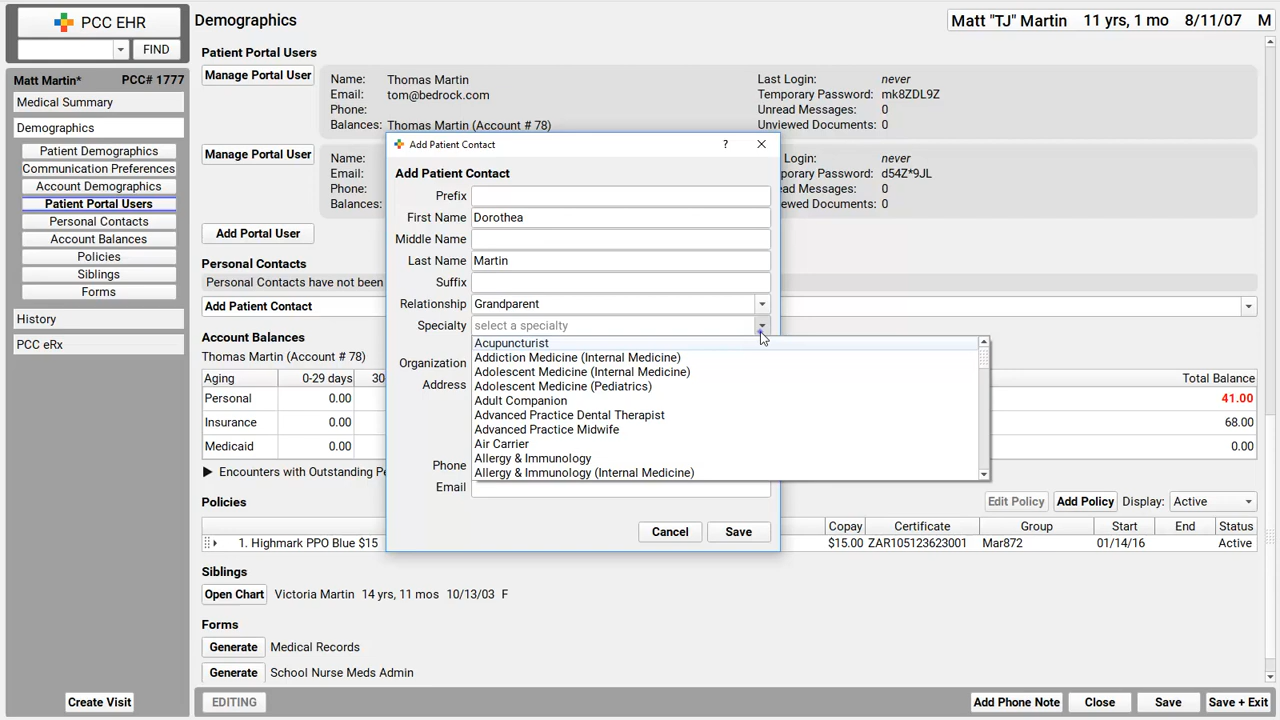 PCC EHR
Demographics
Matt "TJ" Martin 11 yrs, 1 mo 8/11/07 M
FIND
Matt Martin* PCC# 1777
Medical Summary
Demographics
Patient Demographics
Communication Preferences
Account Demographics
Patient Portal Users
Personal Contacts
Account Balances
Policies
Siblings
Forms
History
PCC eRx
Create Visit
Patient Portal Users
Manage Portal User
Name: Thomas Martin
Email: tom@bedrock.com
Phone:
Balances: Thomas Martin (Account # 78)
Last Login: never
Temporary Password: mk8ZDL9Z
Unread Messages: 0
Unviewed Documents: 0
Manage Portal User
Name:
Email:
Phone:
Balances:
Login: never
porary Password: d54Z*9JL
ad Messages: 0
wed Documents: 0
Add Portal User
Personal Contacts
Personal Contacts have not been
Add Patient Contact
Add Patient Contact ?
Add Patient Contact
Prefix
First Name Dorothea
Middle Name
Last Name Martin
Suffix
Relationship Grandparent
Specialty select a specialty
Acupuncturist
Addiction Medicine (Internal Medicine)
Adolescent Medicine (Internal Medicine)
Adolescent Medicine (Pediatrics)
Adult Companion
Advanced Practice Dental Therapist
Advanced Practice Midwife
Air Carrier
Allergy & Immunology
Allergy & Immunology (Internal Medicine)
Organization
Address
Phone
Email
Cancel Save
Account Balances
Thomas Martin (Account # 78)
Aging 0-29 days 30- Total Balance
Personal 0.00 41.00
Insurance 0.00 68.00
Medicaid 0.00 0.00
Encounters with Outstanding Pe
Policies Edit Policy Add Policy Display: Active
Copay Certificate Group Start End Status
1. Highmark PPO Blue $15 $15.00 ZAR105123623001 Mar872 01/14/16 Active
Siblings
Open Chart Victoria Martin 14 yrs, 11 mos 10/13/03 F
Forms
Generate Medical Records
Generate School Nurse Meds Admin
EDITING Add Phone Note Close Save Save + Exit